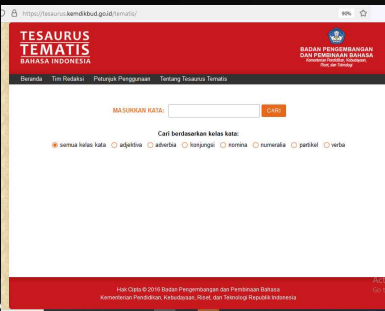 https://tesaurus.kemdikbud.go.id/tematis/
90%
TESAURUS
TEMATIS
BAHASA INDONESIA
BADAN PENGEMBANGAN
DAN PEMBINAAN BAHASA
Kementerian Pendidikan, Kebudayaan,
Riset, dan Teknologi
Beranda Tim Redaksi Petunjuk Penggunaan Tentang Tesaurus Tematis
MASUKKAN KATA: CARI
Cari berdasarkan kelas kata:
semua kelas kata adjektiva adverbia konjungsi nomina numeralia partikel verba
Hak Cipta © 2016 Badan Pengembangan dan Pembinaan Bahasa
Kementerian Pendidikan, Kebudayaan, Riset, dan Teknologi Republik Indonesia